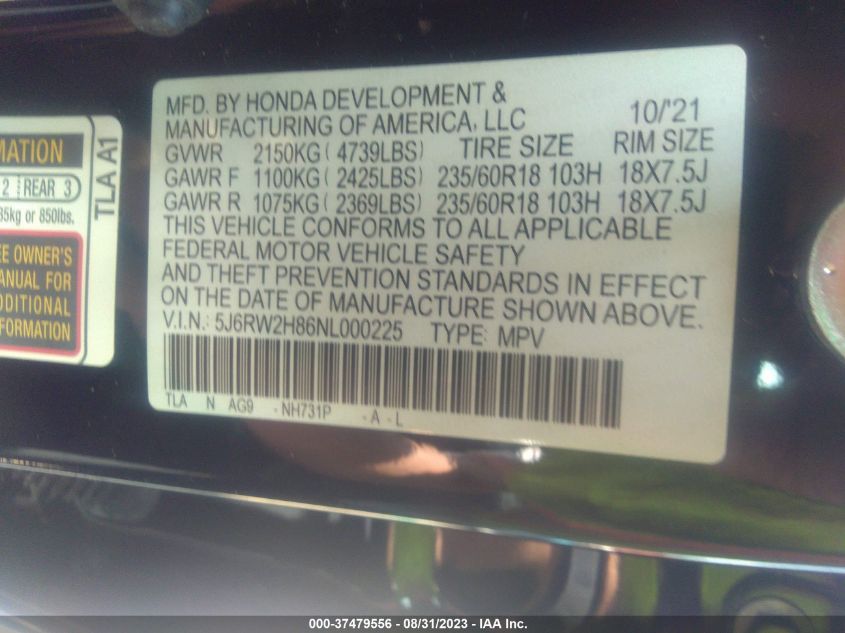 MATION
2 REAR 3
85kg or 850lbs.
EE OWNER'S
ANUAL FOR
DDITIONAL
FORMATION
TLA A1
MFD. BY HONDA DEVELOPMENT &
MANUFACTURING OF AMERICA, LLC 10/'21
GVWR 2150KG ( 4739LBS) TIRE SIZE RIM SIZE
GAWR F 1100KG ( 2425LBS) 235/60R18 103H 18X7.5J
GAWR R 1075KG ( 2369LBS) 235/60R18 103H 18X7.5J
THIS VEHICLE CONFORMS TO ALL APPLICABLE
FEDERAL MOTOR VEHICLE SAFETY
AND THEFT PREVENTION STANDARDS IN EFFECT
ON THE DATE OF MANUFACTURE SHOWN ABOVE.
V.I.N.: 5J6RW2H86NL000225 TYPE: MPV
TLA N AG9 -NH731P -A-L
000-37479556 - 08/31/2023 - IAA Inc.